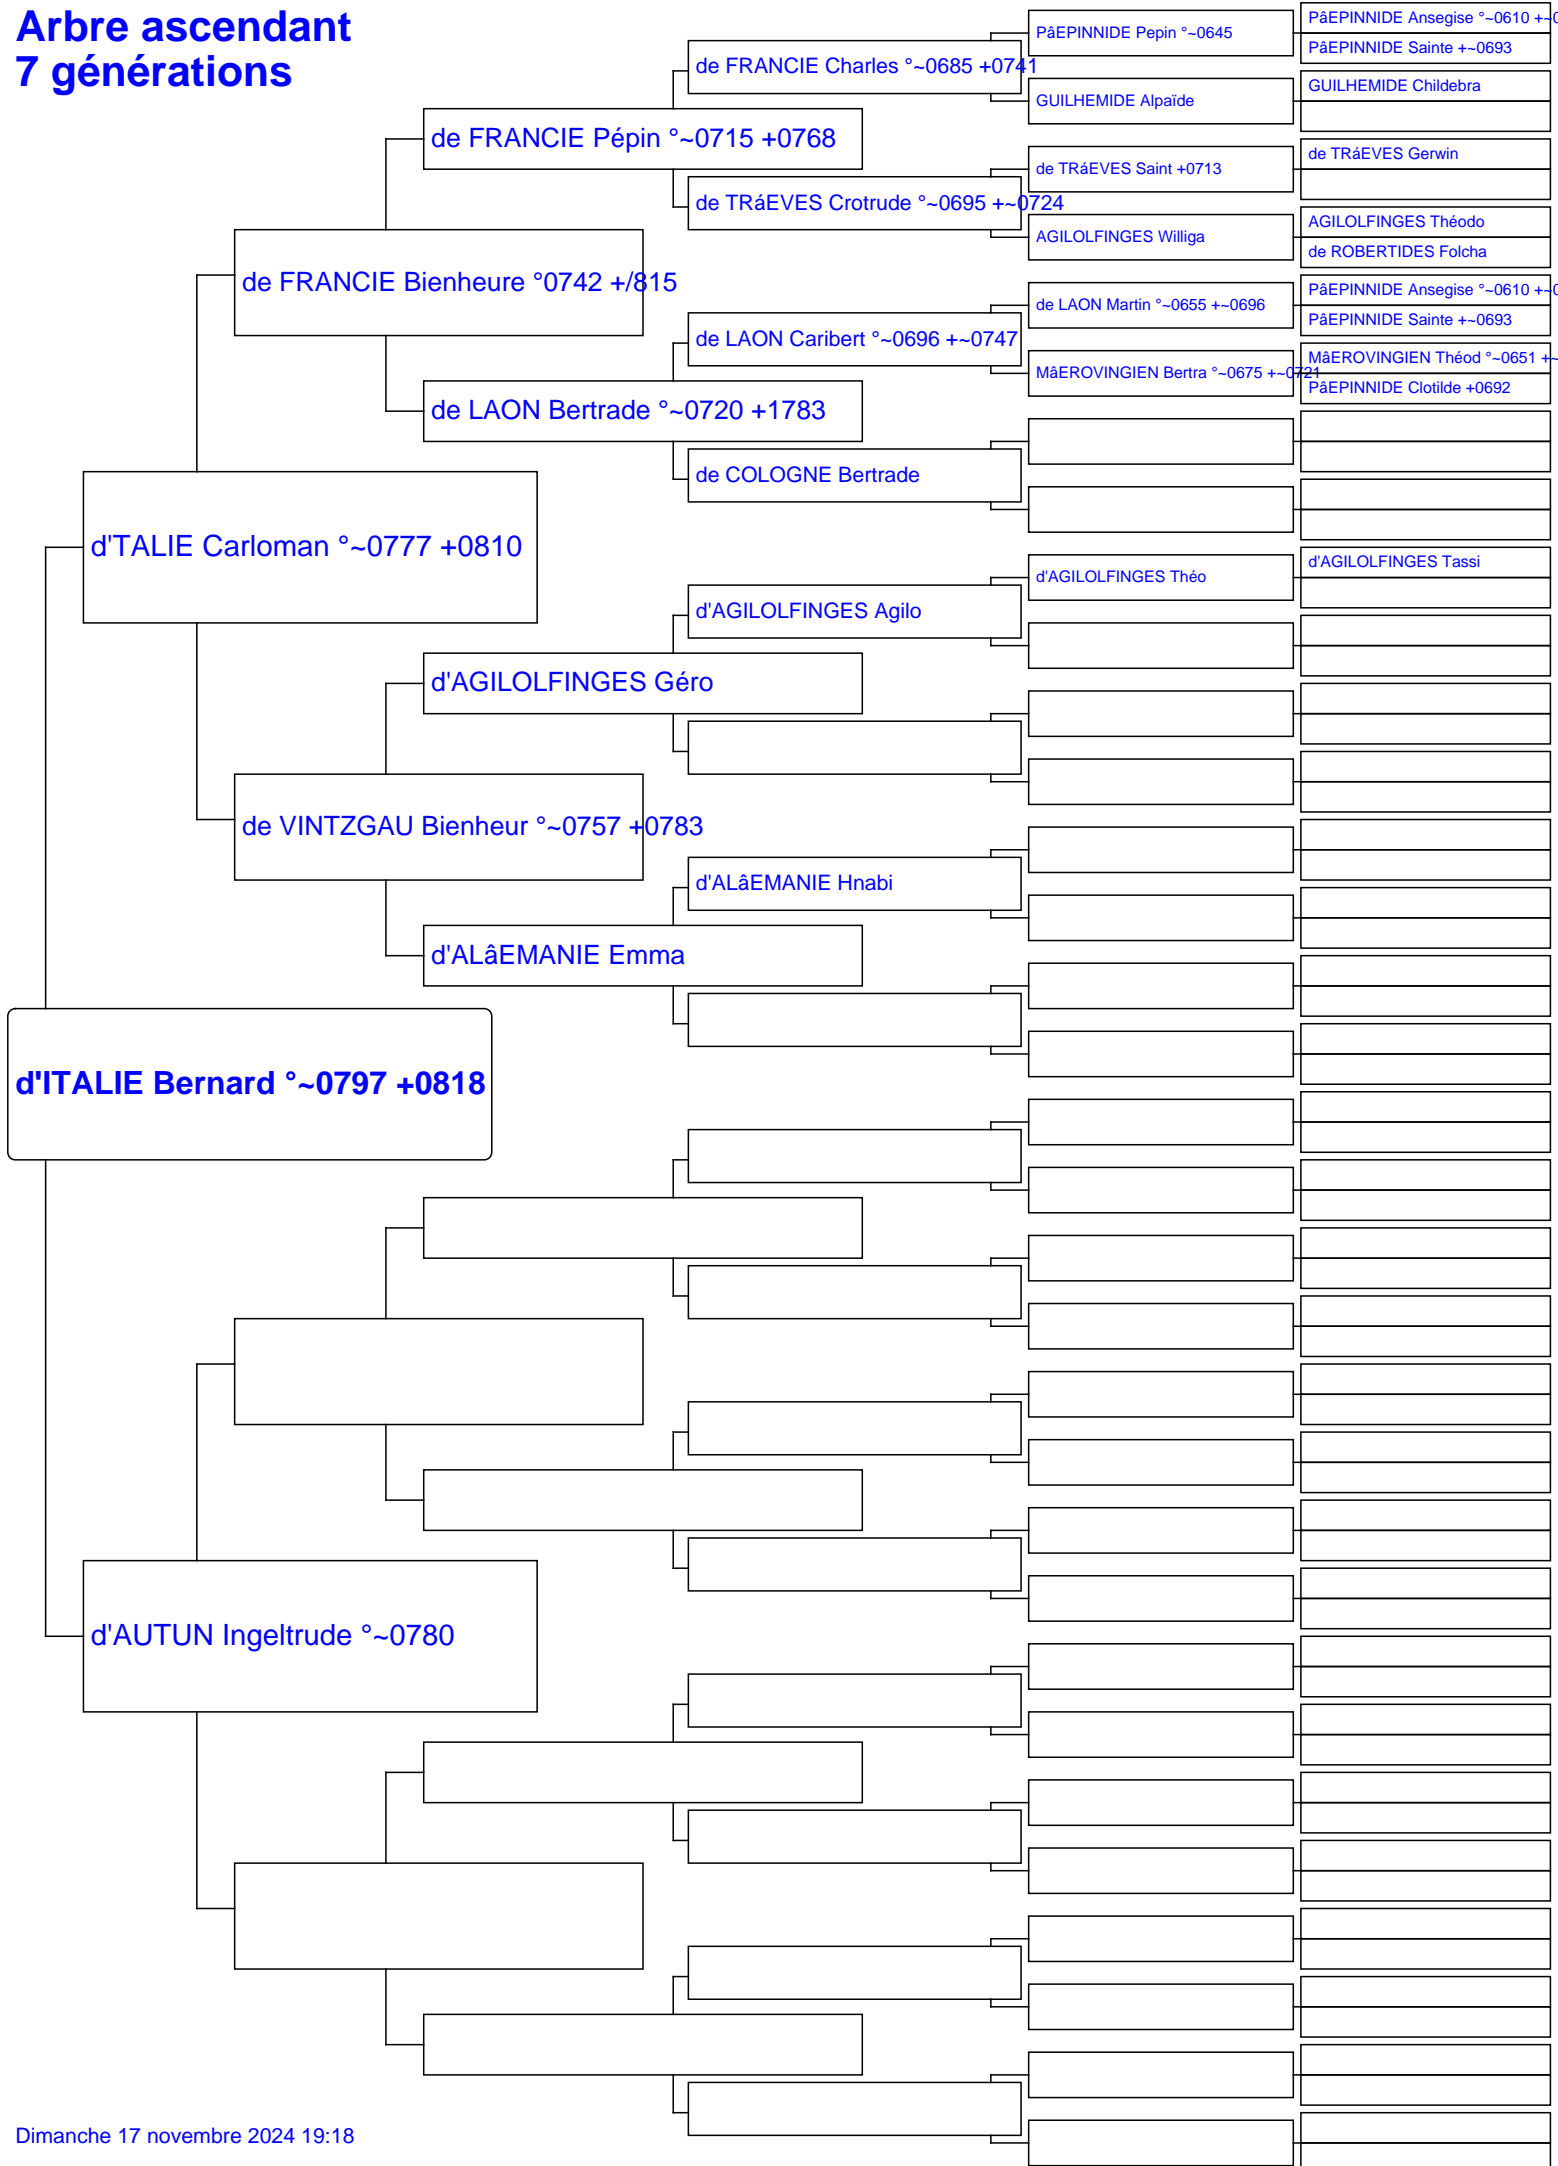 Arbre ascendant
7 générations
PâEPINNIDE Ansegise °~0610 +~0
PâEPINNIDE Pepin °~0645
PâEPINNIDE Sainte +~0693
de FRANCIE Charles °~0685 +0741
GUILHEMIDE Childebra
GUILHEMIDE Alpaïde
de FRANCIE Pépin °~0715 +0768
de TRáEVES Gerwin
de TRáEVES Saint +0713
de TRáEVES Crotrude °~0695 +~0724
AGILOLFINGES Théodo
AGILOLFINGES Williga
de ROBERTIDES Folcha
de FRANCIE Bienheure °0742 +/815
PâEPINNIDE Ansegise °~0610 +~0
de LAON Martin °~0655 +~0696
PâEPINNIDE Sainte +~0693
de LAON Caribert °~0696 +~0747
MâEROVINGIEN Théod °~0651 +~
MâEROVINGIEN Bertra °~0675 +~0721
PâEPINNIDE Clotilde +0692
de LAON Bertrade °~0720 +1783
de COLOGNE Bertrade
d'TALIE Carloman °~0777 +0810
d'AGILOLFINGES Tassi
d'AGILOLFINGES Théo
d'AGILOLFINGES Agilo
d'AGILOLFINGES Géro
de VINTZGAU Bienheur °~0757 +0783
d'ALâEMANIE Hnabi
d'ALâEMANIE Emma
d'ITALIE Bernard °~0797 +0818
d'AUTUN Ingeltrude °~0780
Dimanche 17 novembre 2024 19:18